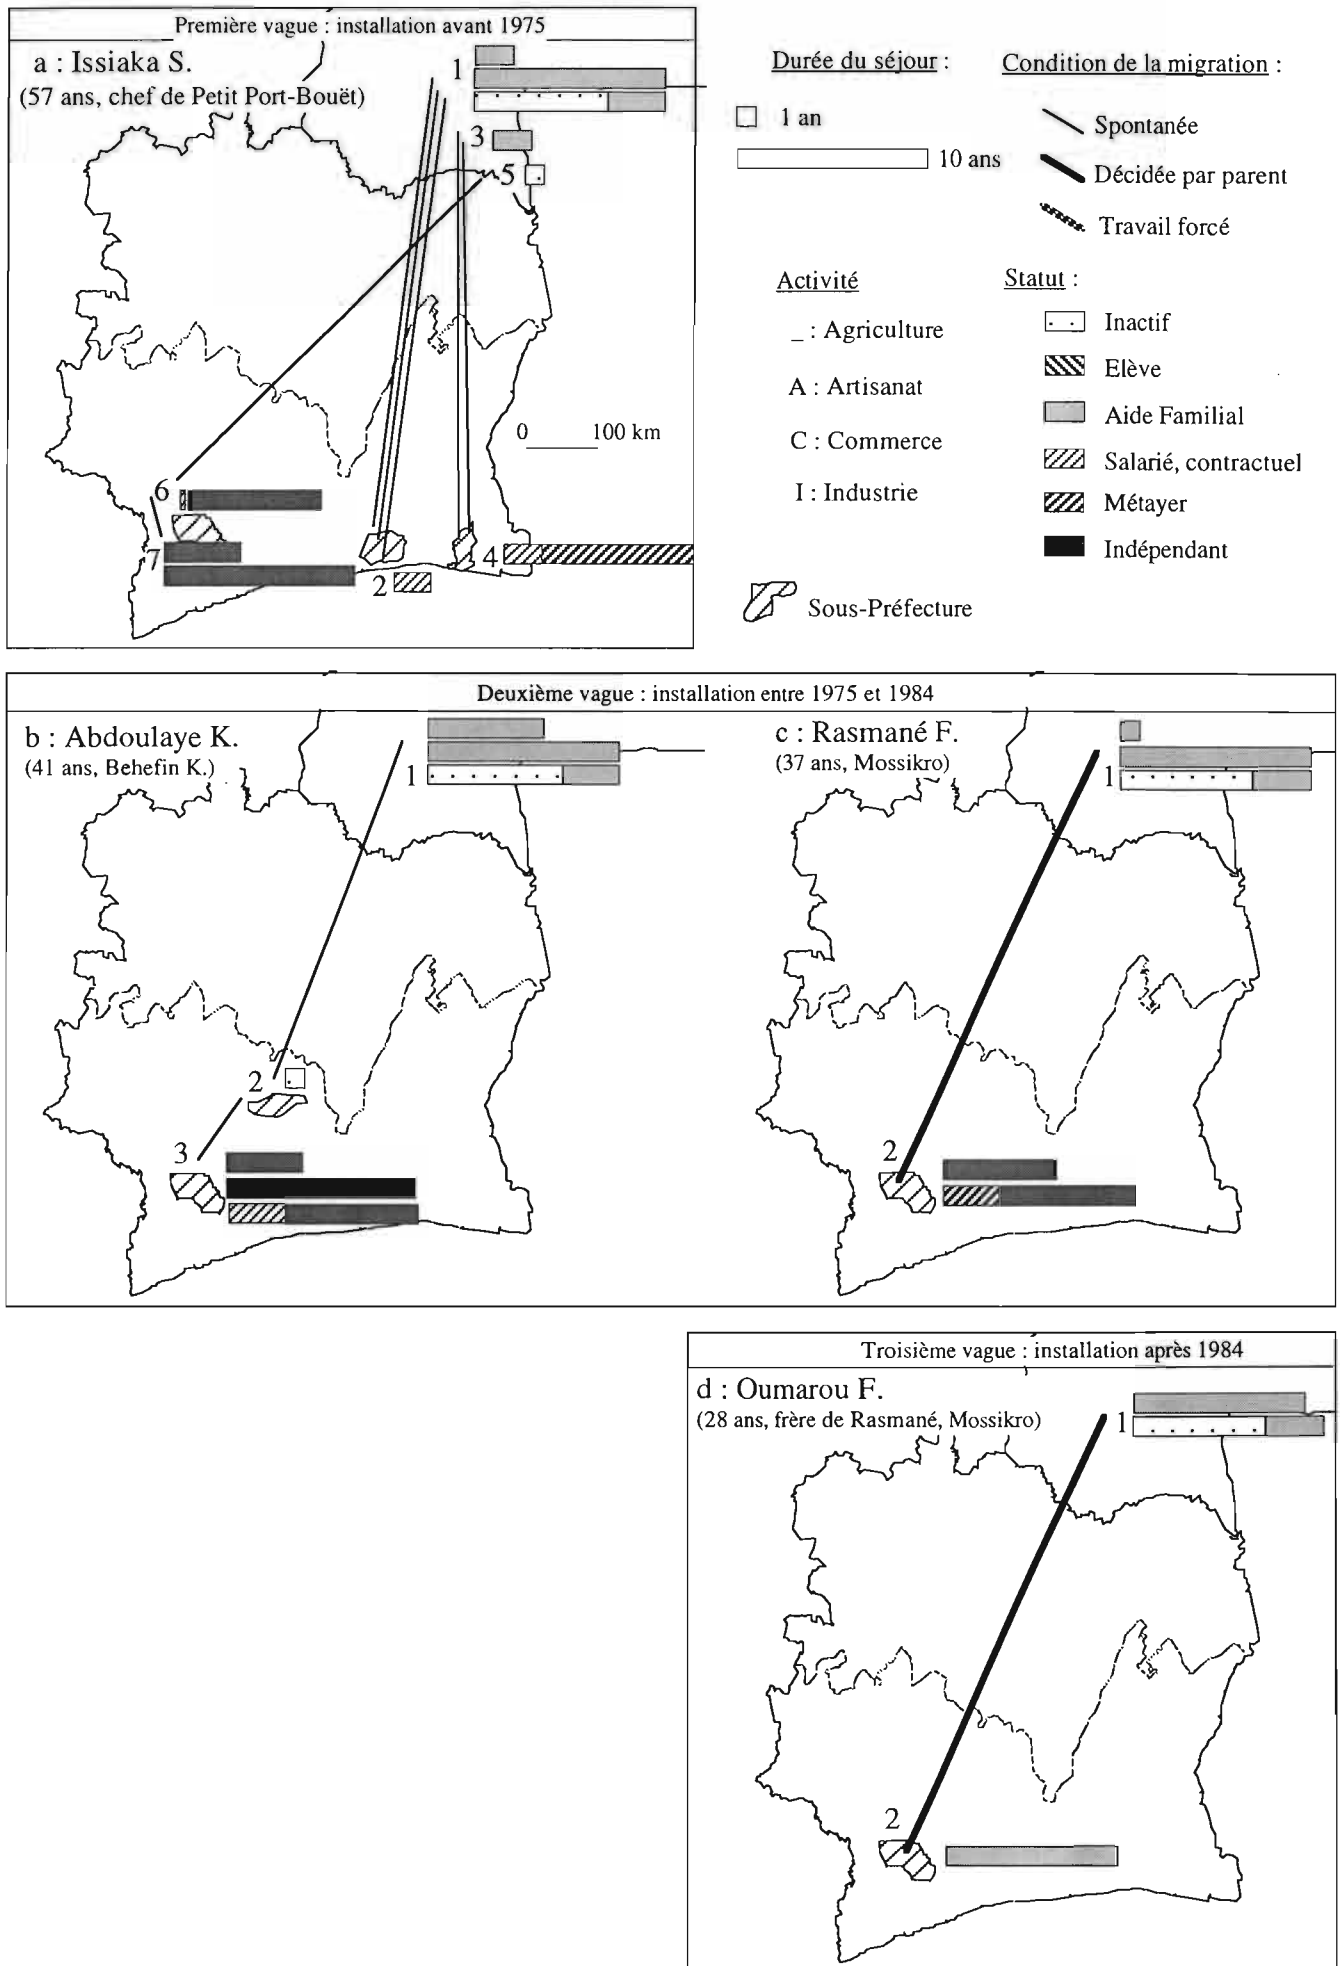 Première vague : installation avant 1975
a : Issiaka S.
(57 ans, chef de Petit Port-Bouët)
1
3
5
0 100 km
6
7
2
4
Durée du séjour :
1 an
10 ans
Condition de la migration :
Spontanée
Décidée par parent
Travail forcé
Activité
_ : Agriculture
A : Artisanat
C : Commerce
I : Industrie
Statut :
Inactif
Elève
Aide Familial
Salarié, contractuel
Métayer
Indépendant
Sous-Préfecture
Deuxième vague : installation entre 1975 et 1984
b : Abdoulaye K.
(41 ans, Behefin K.)
1
2
3
c : Rasmané F.
(37 ans, Mossikro)
1
2
Troisième vague : installation après 1984
d : Oumarou F.
(28 ans, frère de Rasmané, Mossikro)
1
2